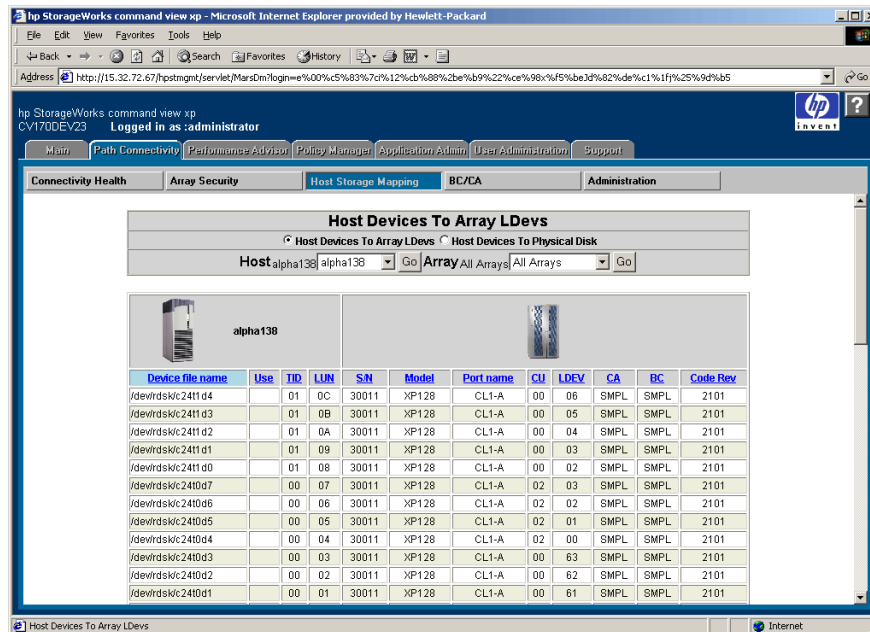 hp StorageWorks command view xp - Microsoft Internet Explorer provided by Hewlett-Packard
File Edit View Favorites Tools Help
Back Search Favorites History
Address http://15.32.72.67/hpstmgmt/servlet/MarsDm?login=e%00%c5%83%7ci%12%cb%88%2be%b9%22%ce%98x%f5%beJd%82%de%c1%1fj%25%9d%b5 Go
hp StorageWorks command view xp
CV170DEV23 Logged in as :administrator
hp invent ?
Main Path Connectivity Performance Advisor Policy Manager Application Admin User Administration Support
Connectivity Health Array Security Host Storage Mapping BC/CA Administration
Host Devices To Array LDevs
Host Devices To Array LDevs Host Devices To Physical Disk
Host alpha138 alpha138 Go Array All Arrays All Arrays Go
alpha138
Device file name Use TID LUN S/N Model Port name CU LDEV CA BC Code Rev
/dev/rdsk/c24t1d4 01 0C 30011 XP128 CL1-A 00 06 SMPL SMPL 2101
/dev/rdsk/c24t1d3 01 0B 30011 XP128 CL1-A 00 05 SMPL SMPL 2101
/dev/rdsk/c24t1d2 01 0A 30011 XP128 CL1-A 00 04 SMPL SMPL 2101
/dev/rdsk/c24t1d1 01 09 30011 XP128 CL1-A 00 03 SMPL SMPL 2101
/dev/rdsk/c24t1d0 01 08 30011 XP128 CL1-A 00 02 SMPL SMPL 2101
/dev/rdsk/c24t0d7 00 07 30011 XP128 CL1-A 02 03 SMPL SMPL 2101
/dev/rdsk/c24t0d6 00 06 30011 XP128 CL1-A 02 02 SMPL SMPL 2101
/dev/rdsk/c24t0d5 00 05 30011 XP128 CL1-A 02 01 SMPL SMPL 2101
/dev/rdsk/c24t0d4 00 04 30011 XP128 CL1-A 02 00 SMPL SMPL 2101
/dev/rdsk/c24t0d3 00 03 30011 XP128 CL1-A 00 63 SMPL SMPL 2101
/dev/rdsk/c24t0d2 00 02 30011 XP128 CL1-A 00 62 SMPL SMPL 2101
/dev/rdsk/c24t0d1 00 01 30011 XP128 CL1-A 00 61 SMPL SMPL 2101
Host Devices To Array LDevs Internet